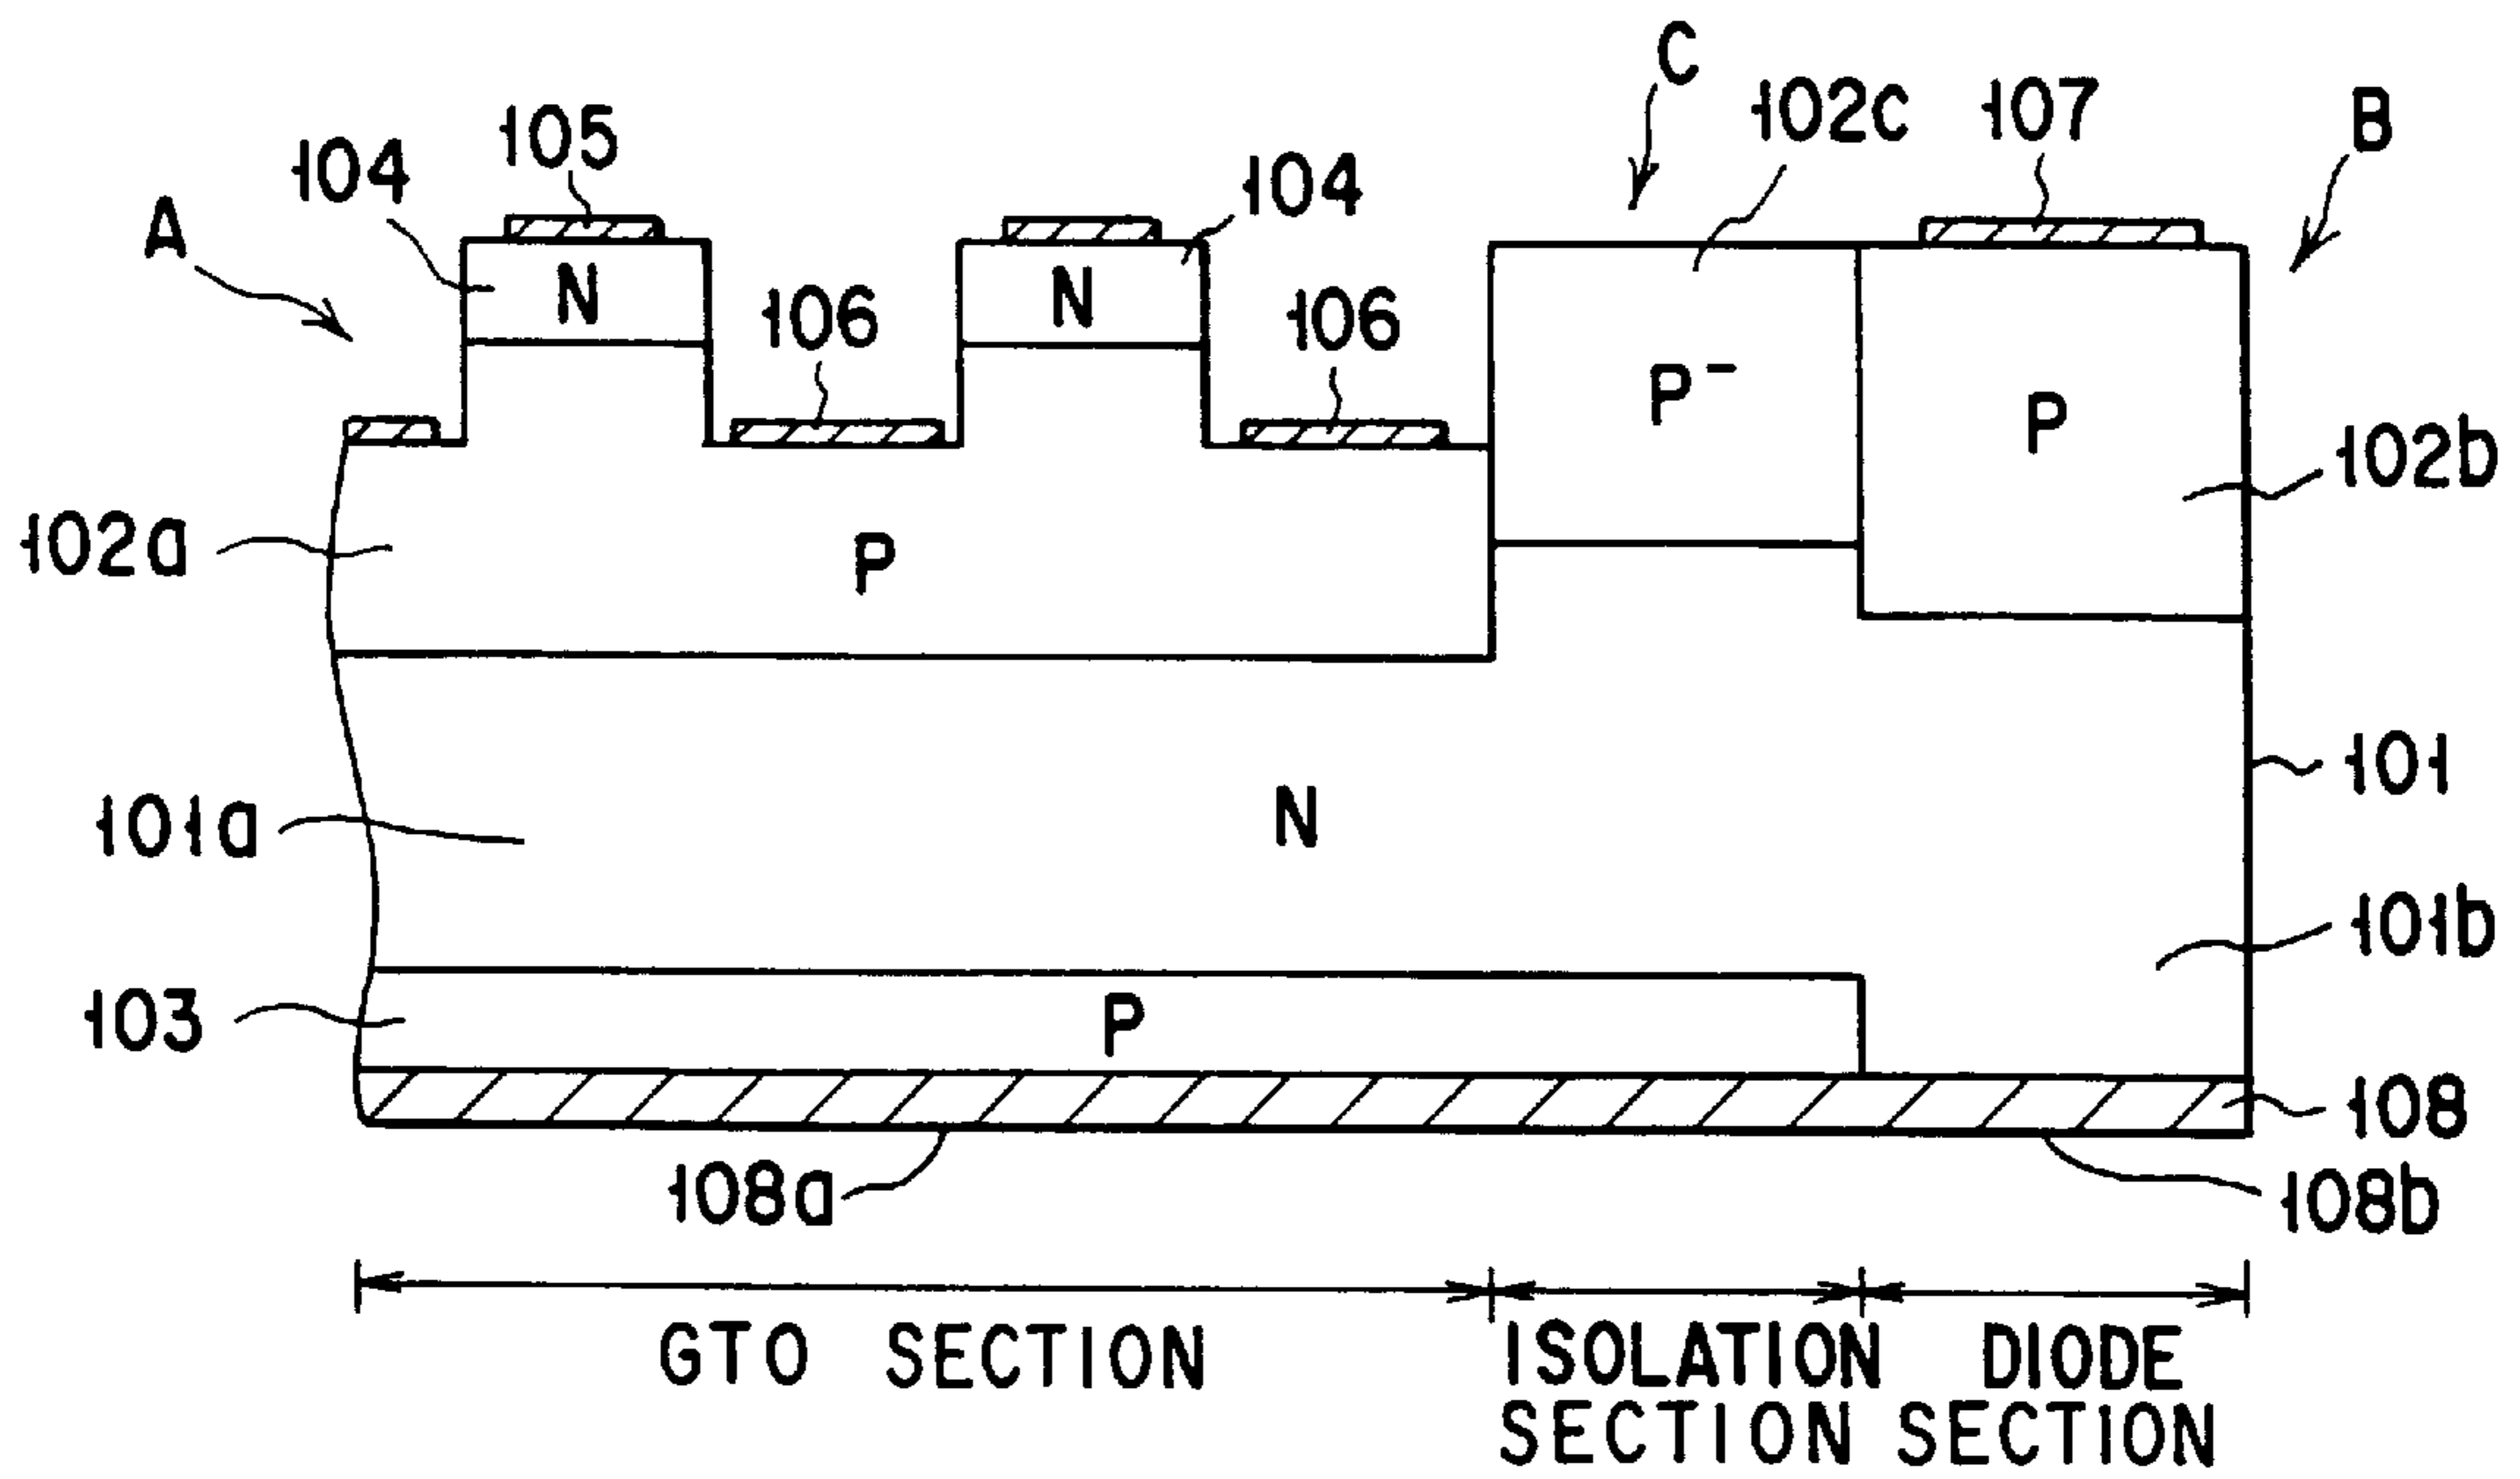 C
102c
107
B
105
104
104
A
N
N
106
106
P⁻
P
102b
102a
P
101
N
101a
101b
103
P
108
108a
108b
GTO SECTION
ISOLATION SECTION
DIODE SECTION